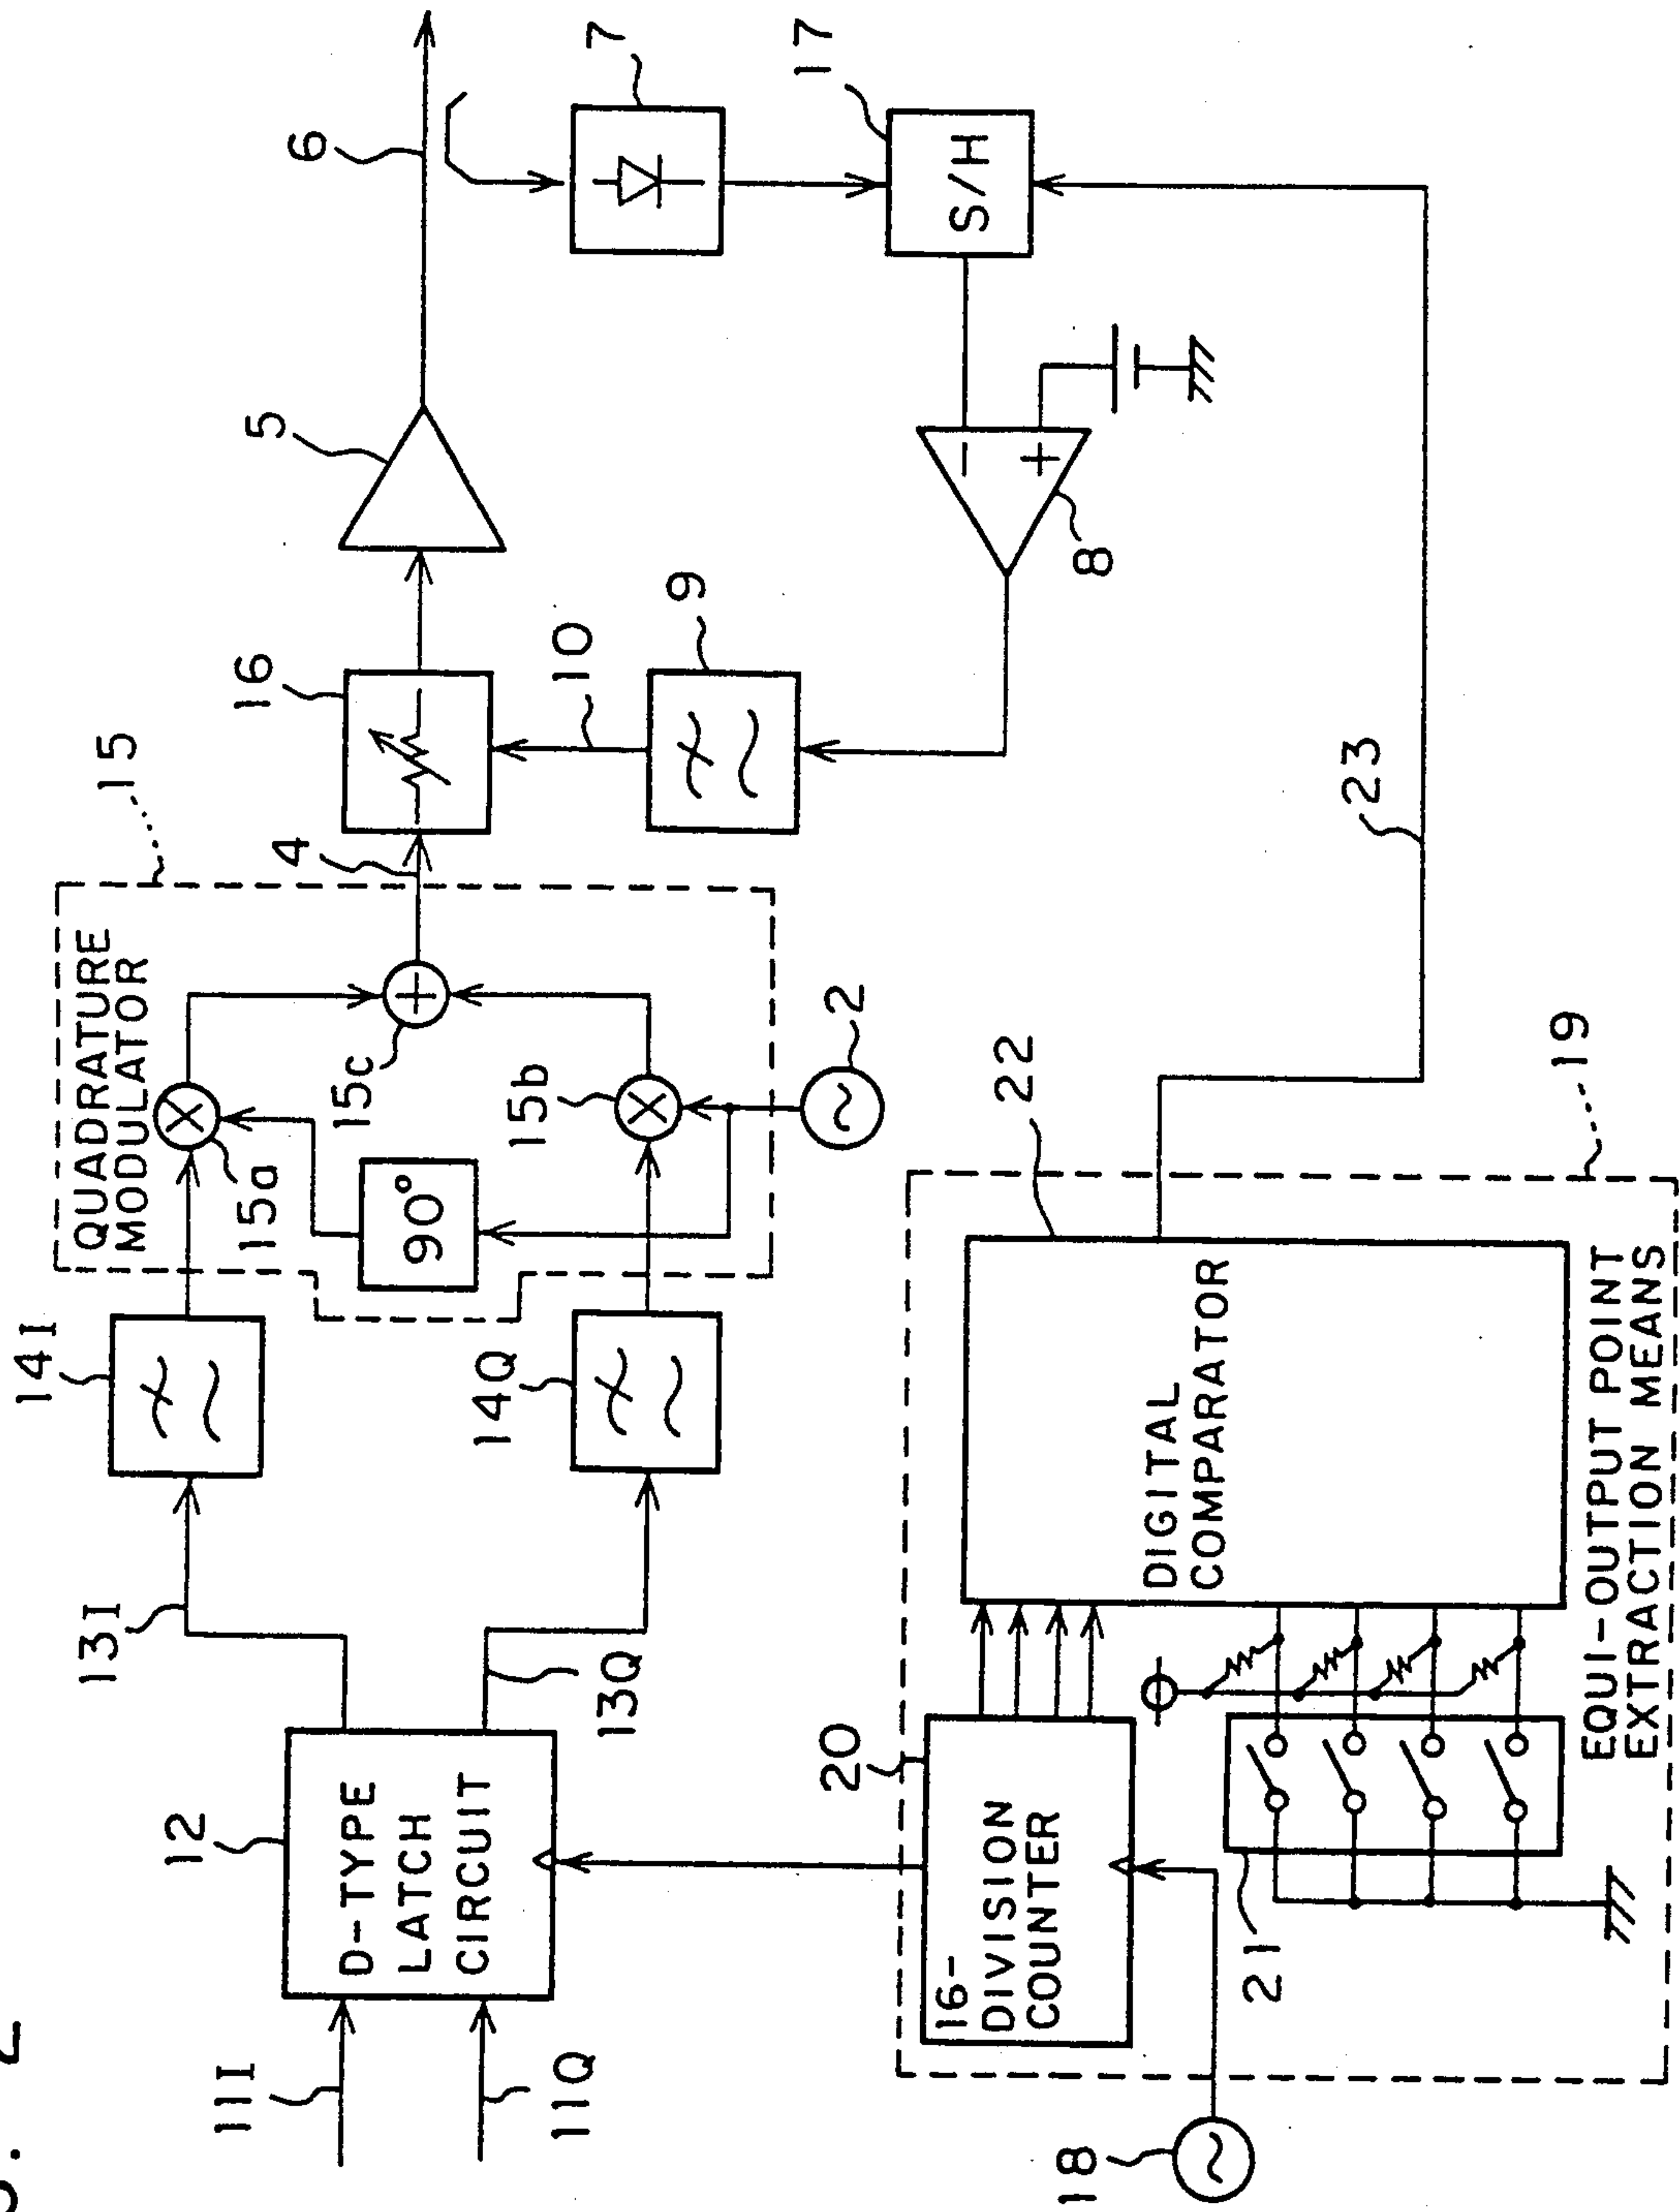 11I
11Q
12
D-TYPE
LATCH
CIRCUIT
13I
13Q
14I
14Q
QUADRATURE
MODULATOR
15
15a
90°
15b
15c
2
4
16
10
9
5
6
7
17
S/H
−
+
8
18
16-
DIVISION
COUNTER
20
21
DIGITAL
COMPARATOR
22
EQUI-OUTPUT POINT
EXTRACTION MEANS
19
23